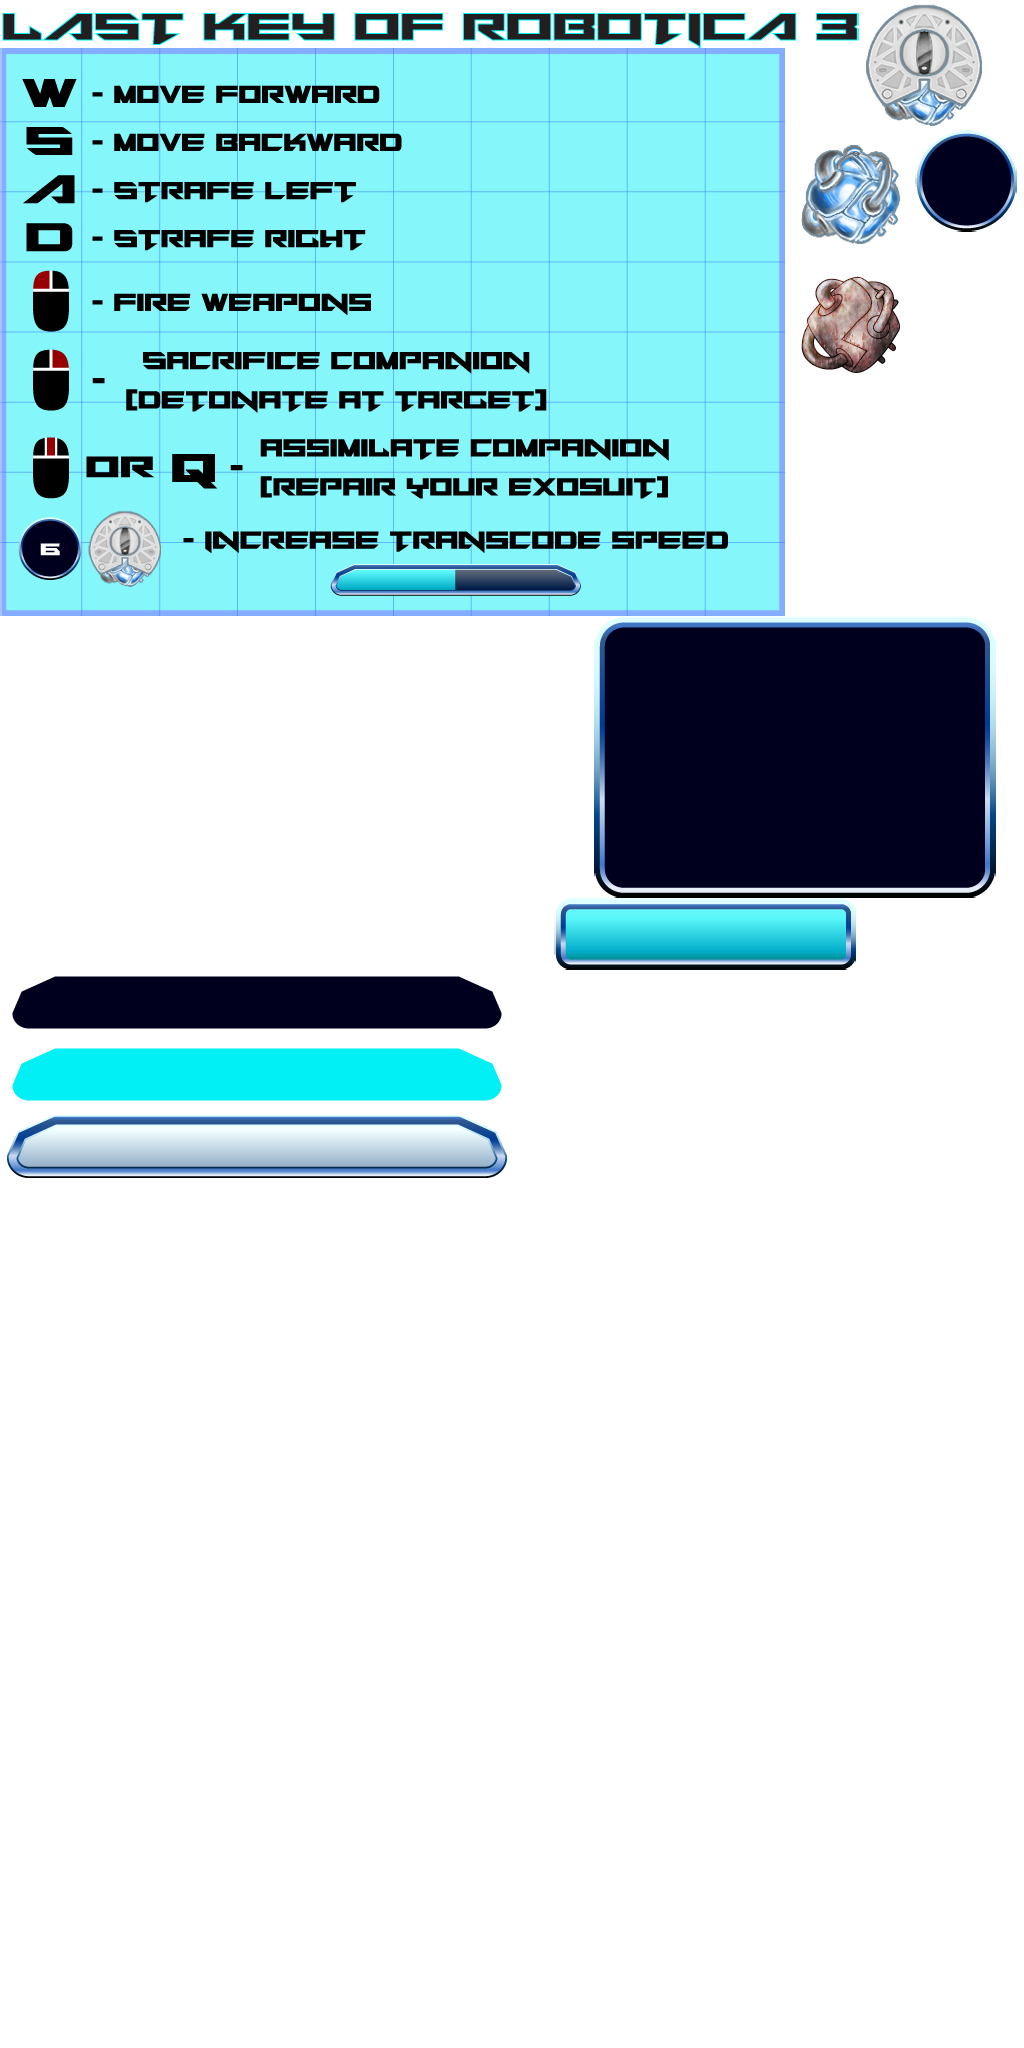 LAST KEY OF ROBOTICA 3
W - MOVE FORWARD
S - MOVE BACKWARD
A - STRAFE LEFT
D - STRAFE RIGHT
- FIRE WEAPONS
- SACRIFICE COMPANION
[DETONATE AT TARGET]
OR Q - ASSIMILATE COMPANION
[REPAIR YOUR EXOSUIT]
6 - INCREASE TRANSCODE SPEED